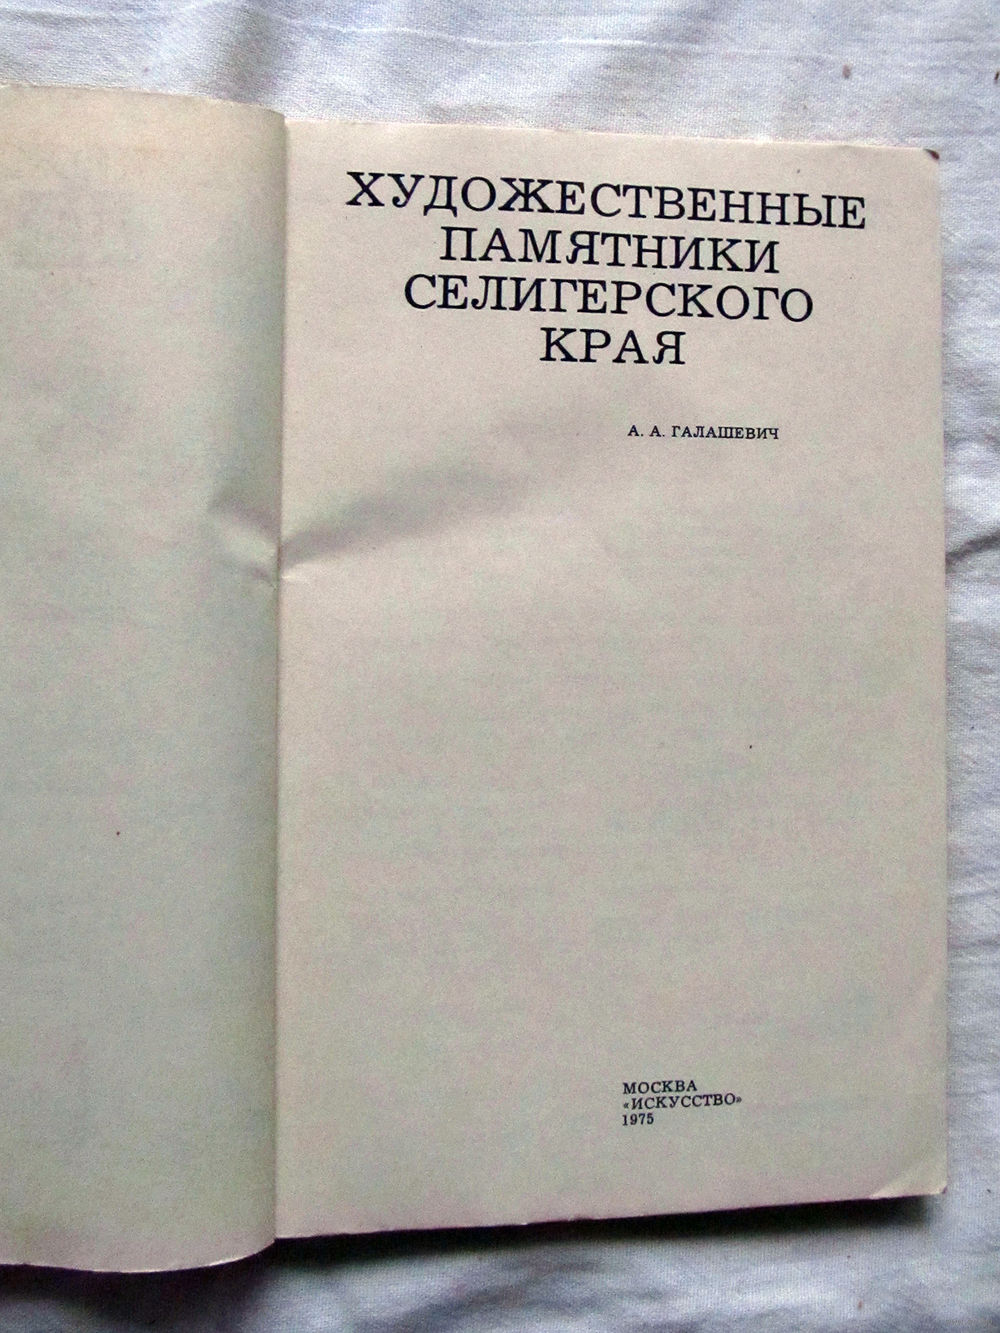 ХУДОЖЕСТВЕННЫЕ
ПАМЯТНИКИ
СЕЛИГЕРСКОГО
КРАЯ
А. А. ГАЛАШЕВИЧ
МОСКВА
«ИСКУССТВО»
1975